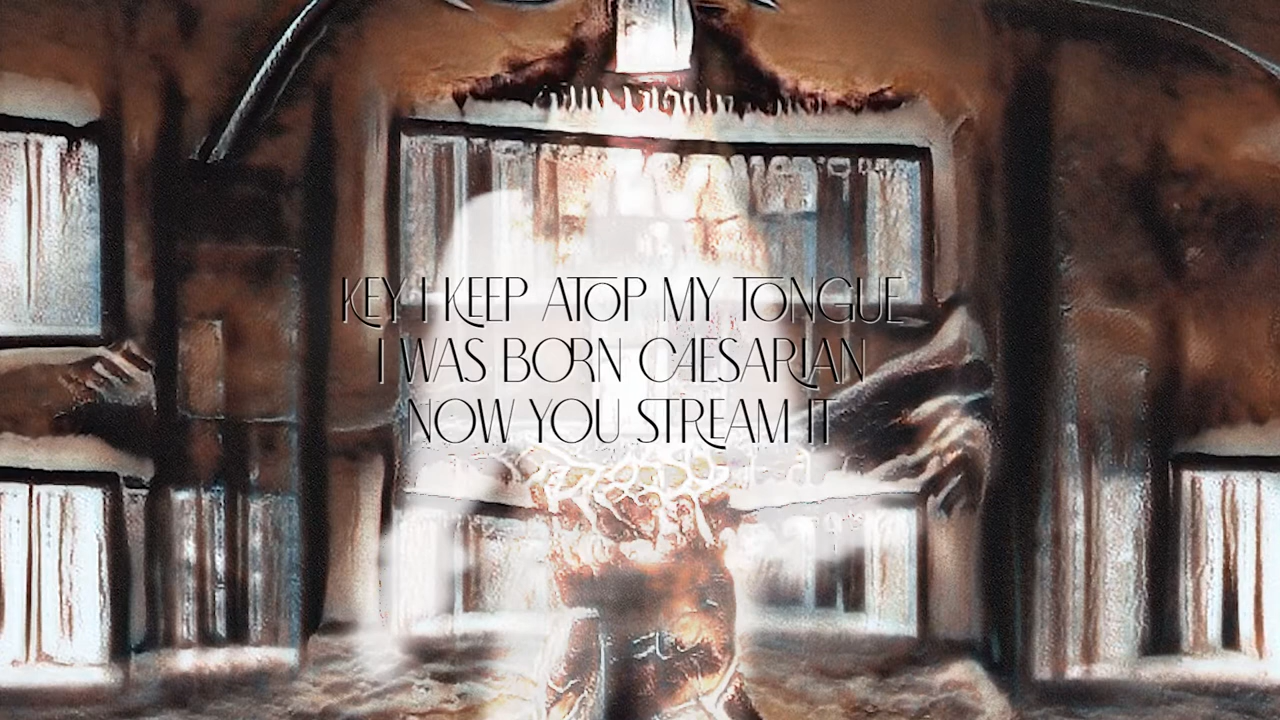 KEY I KEEP ATOP MY TONGUE
I WAS BORN CAESARIAN
NOW YOU STREAM IT